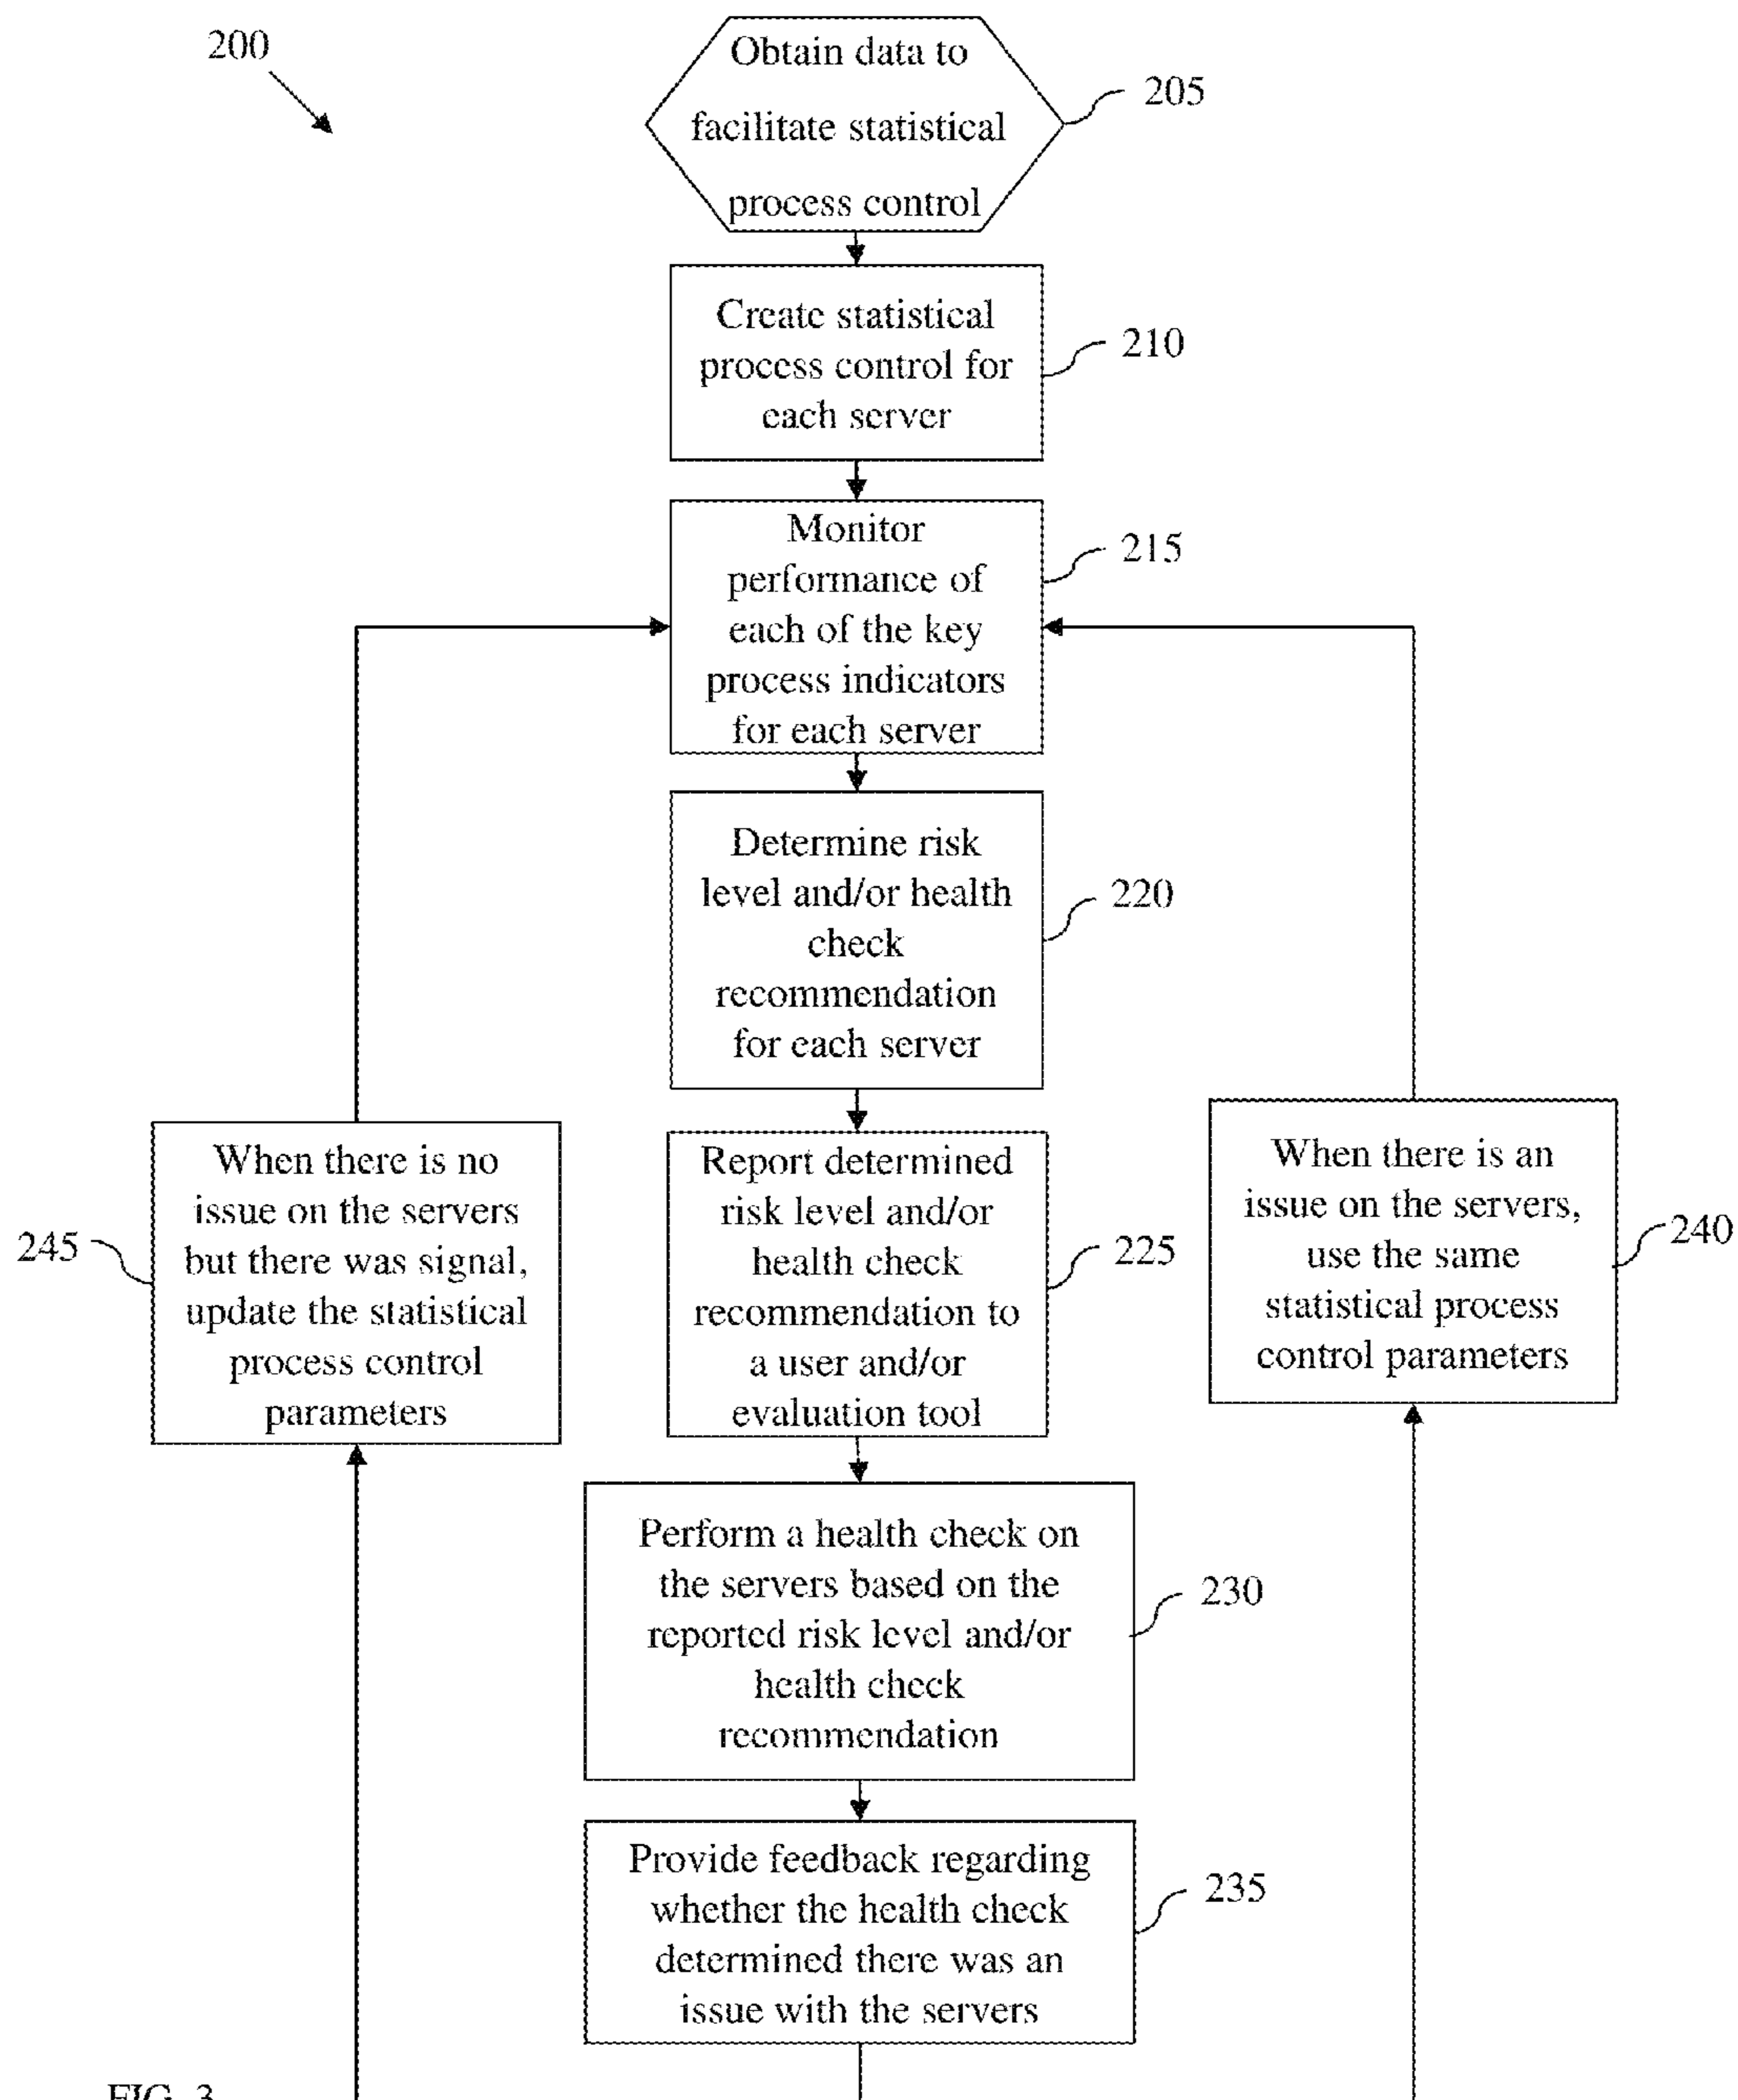 200
Obtain data to
facilitate statistical
process control
205
Create statistical
process control for
each server
210
Monitor
performance of
each of the key
process indicators
for each server
215
Determine risk
level and/or health
check
recommendation
for each server
220
Report determined
risk level and/or
health check
recommendation to
a user and/or
evaluation tool
225
When there is no
issue on the servers
but there was signal,
update the statistical
process control
parameters
245
When there is an
issue on the servers,
use the same
statistical process
control parameters
240
Perform a health check on
the servers based on the
reported risk level and/or
health check
recommendation
230
Provide feedback regarding
whether the health check
determined there was an
issue with the servers
235
FIG. 3